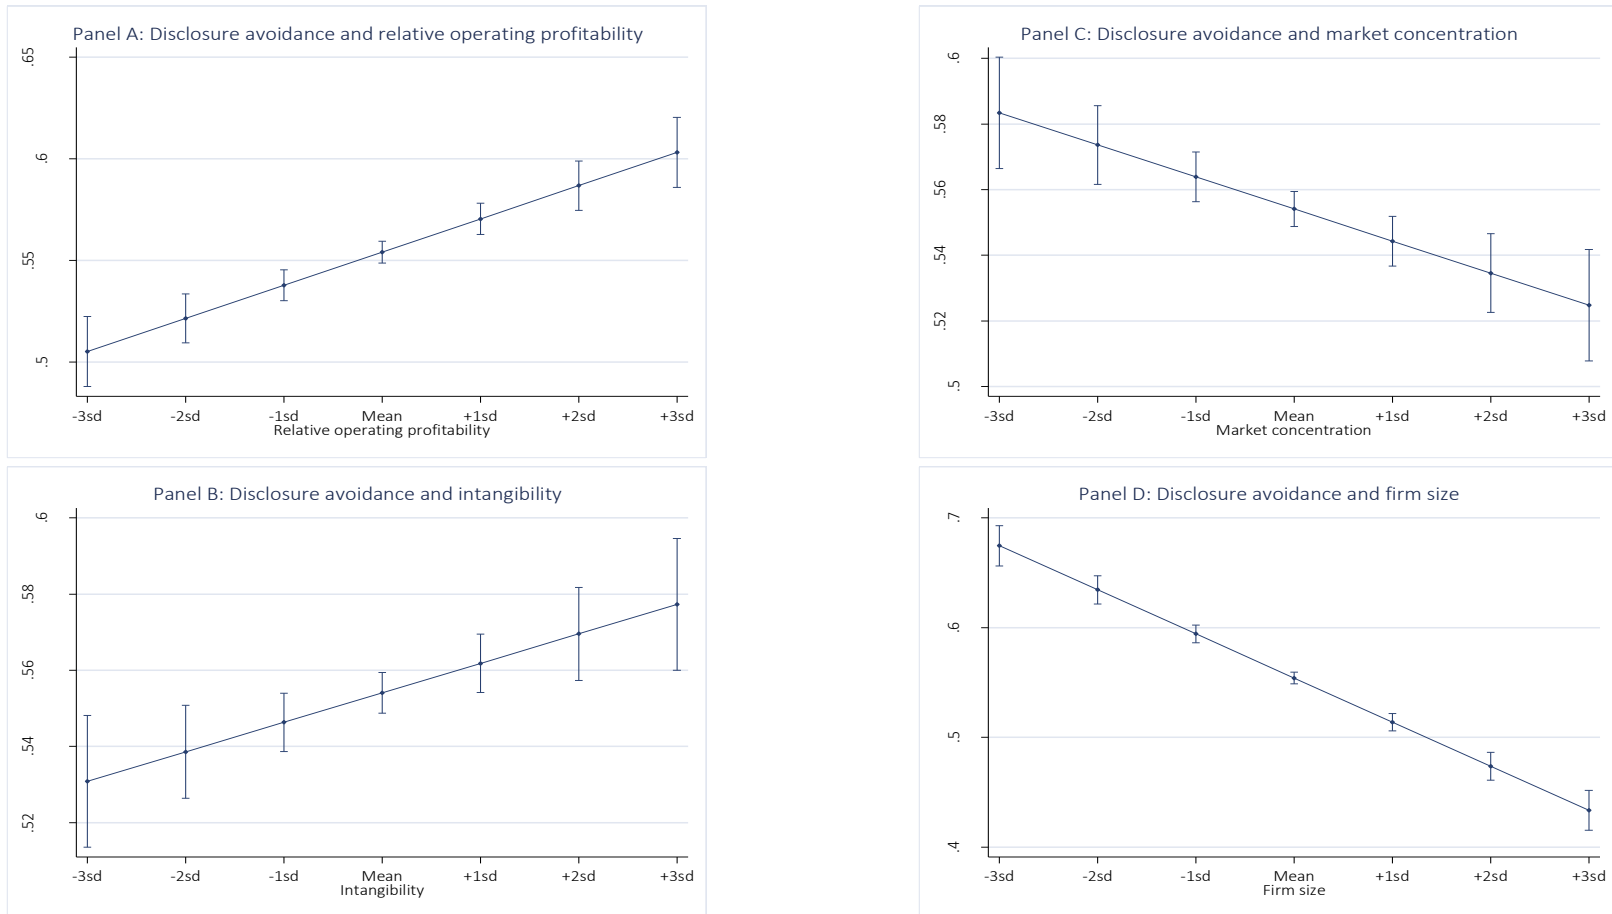 Panel A: Disclosure avoidance and relative operating profitability
.65
.6
.55
.5
-3sd -2sd -1sd Mean +1sd +2sd +3sd
Relative operating profitability
Panel C: Disclosure avoidance and market concentration
.6
.58
.56
.54
.52
.5
-3sd -2sd -1sd Mean +1sd +2sd +3sd
Market concentration
Panel B: Disclosure avoidance and intangibility
.6
.58
.56
.54
.52
-3sd -2sd -1sd Mean +1sd +2sd +3sd
Intangibility
Panel D: Disclosure avoidance and firm size
.7
.6
.5
.4
-3sd -2sd -1sd Mean +1sd +2sd +3sd
Firm size